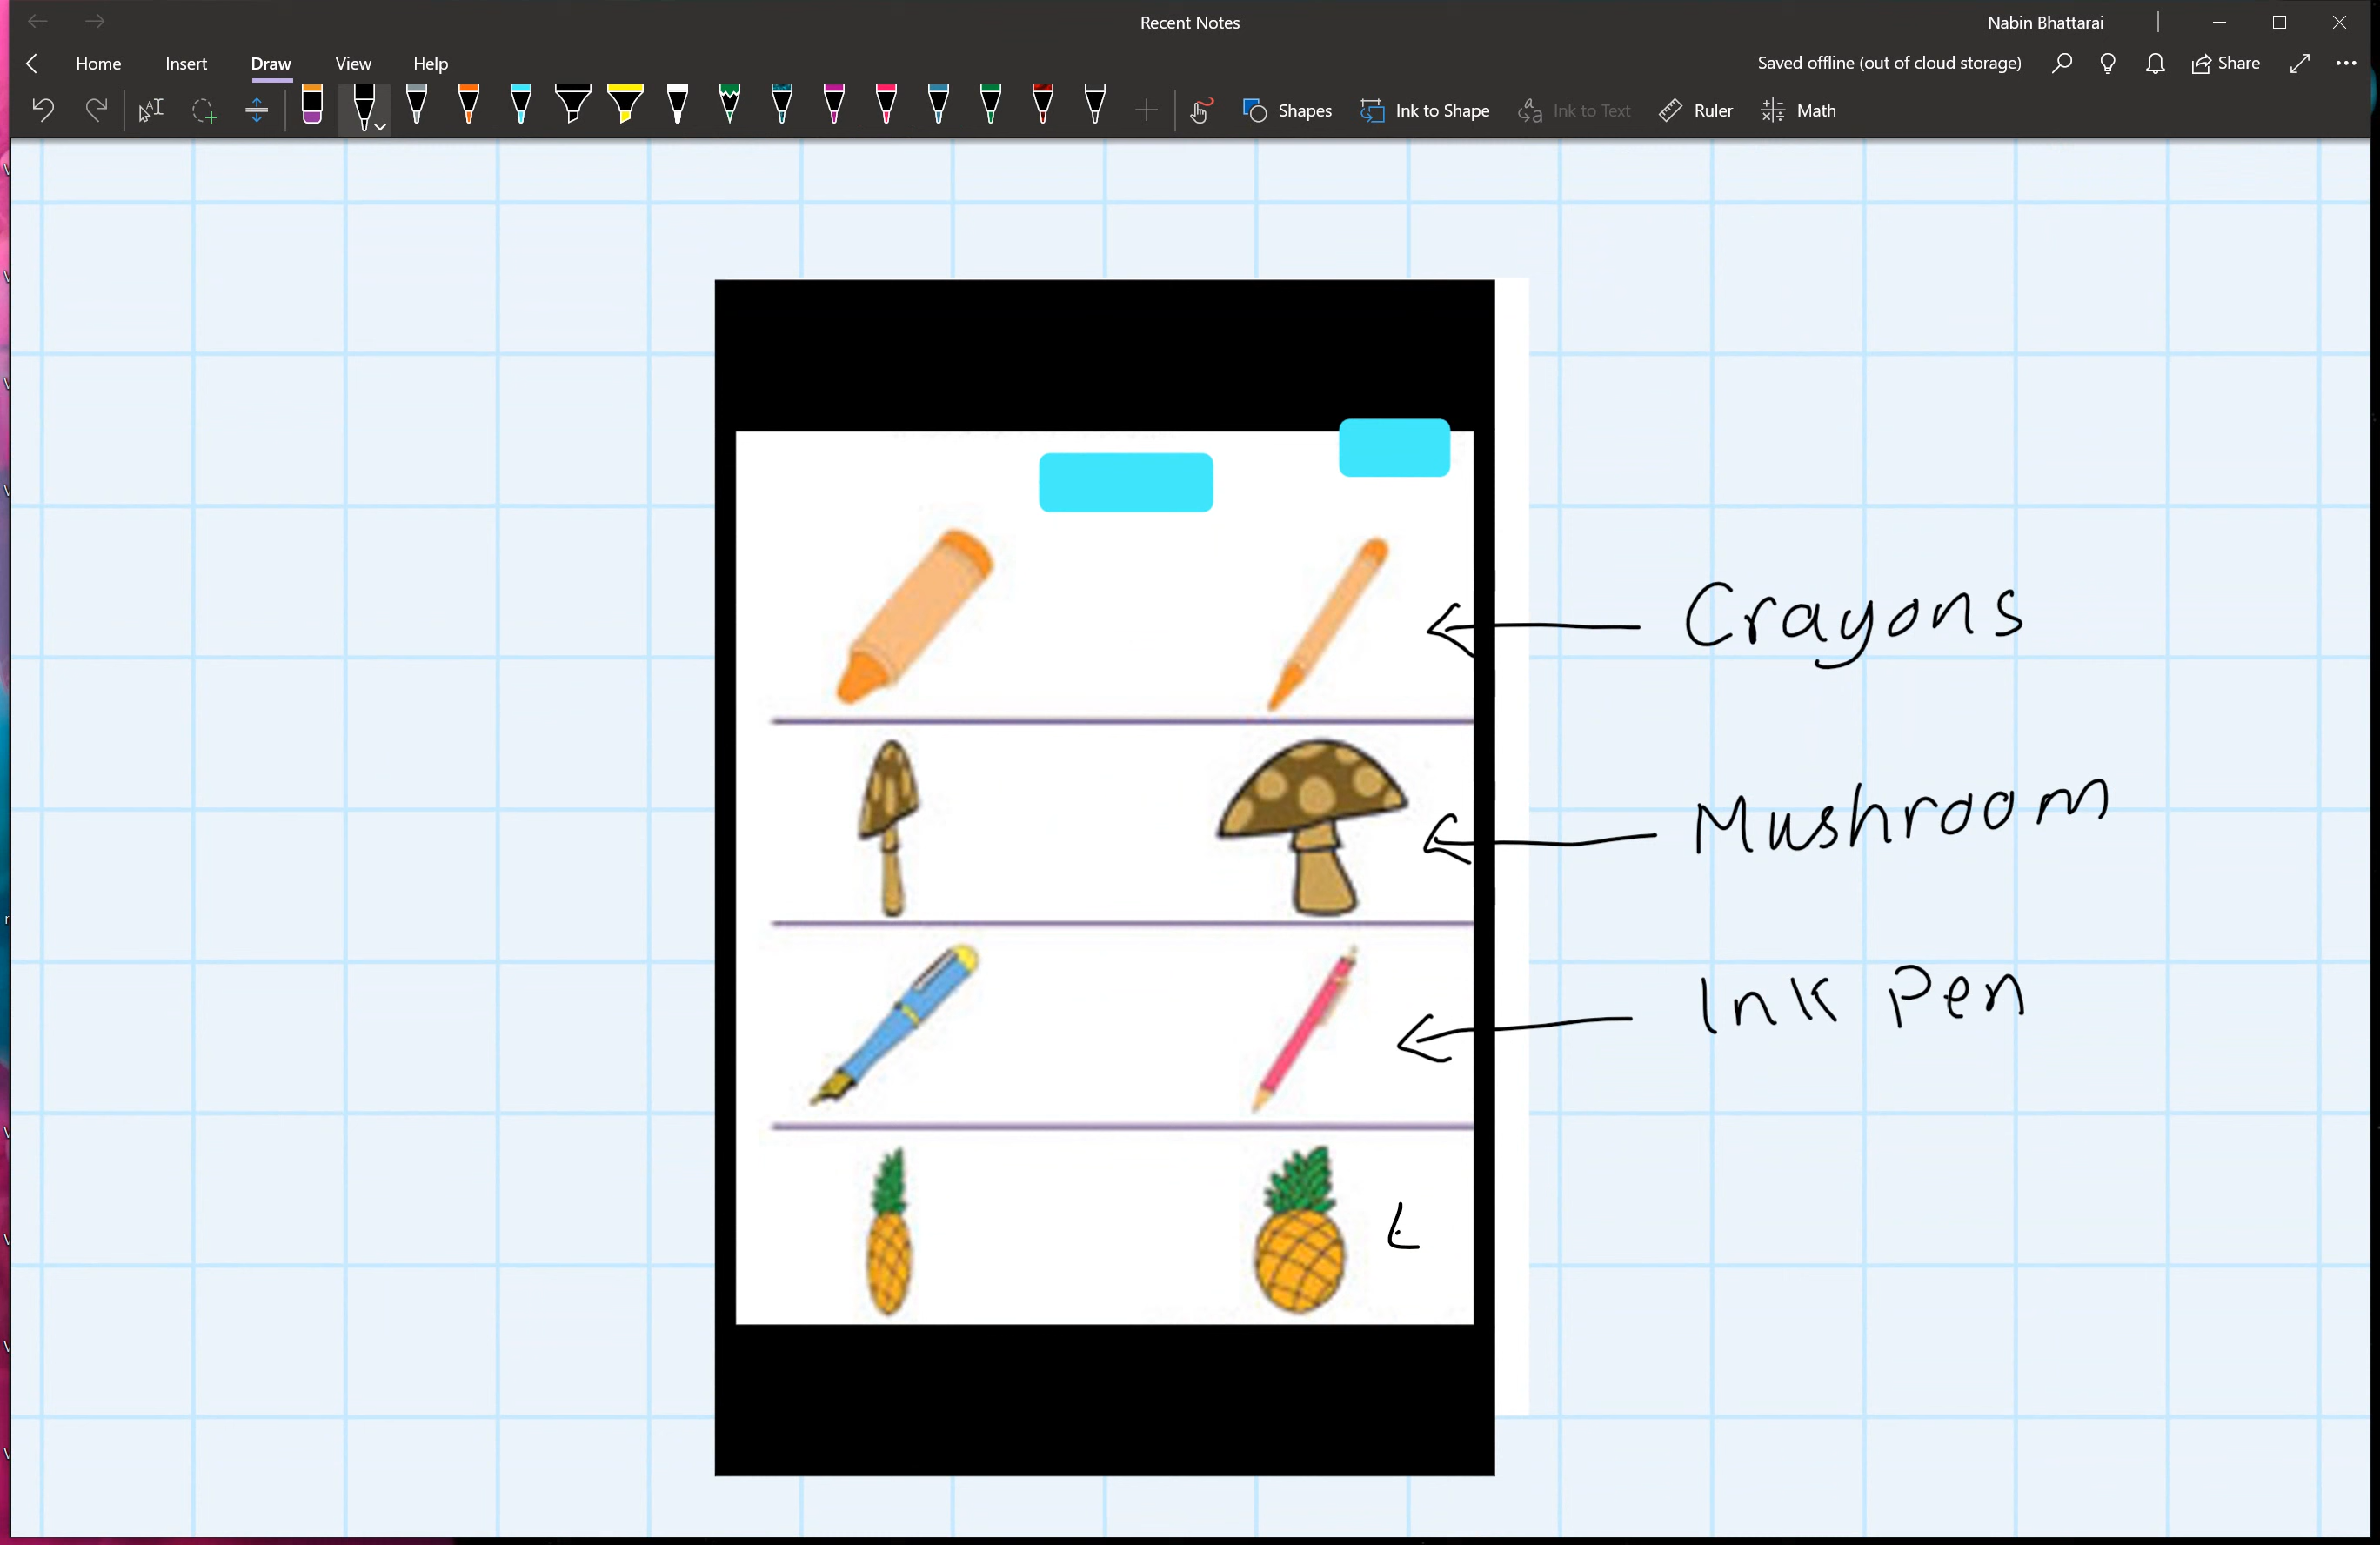 Recent Notes
Nabin Bhattarai
Home Insert Draw View Help
Saved offline (out of cloud storage)
Share
Shapes
Ink to Shape
Ink to Text
Ruler
Math
Crayons
Mushroom
Ink Pen